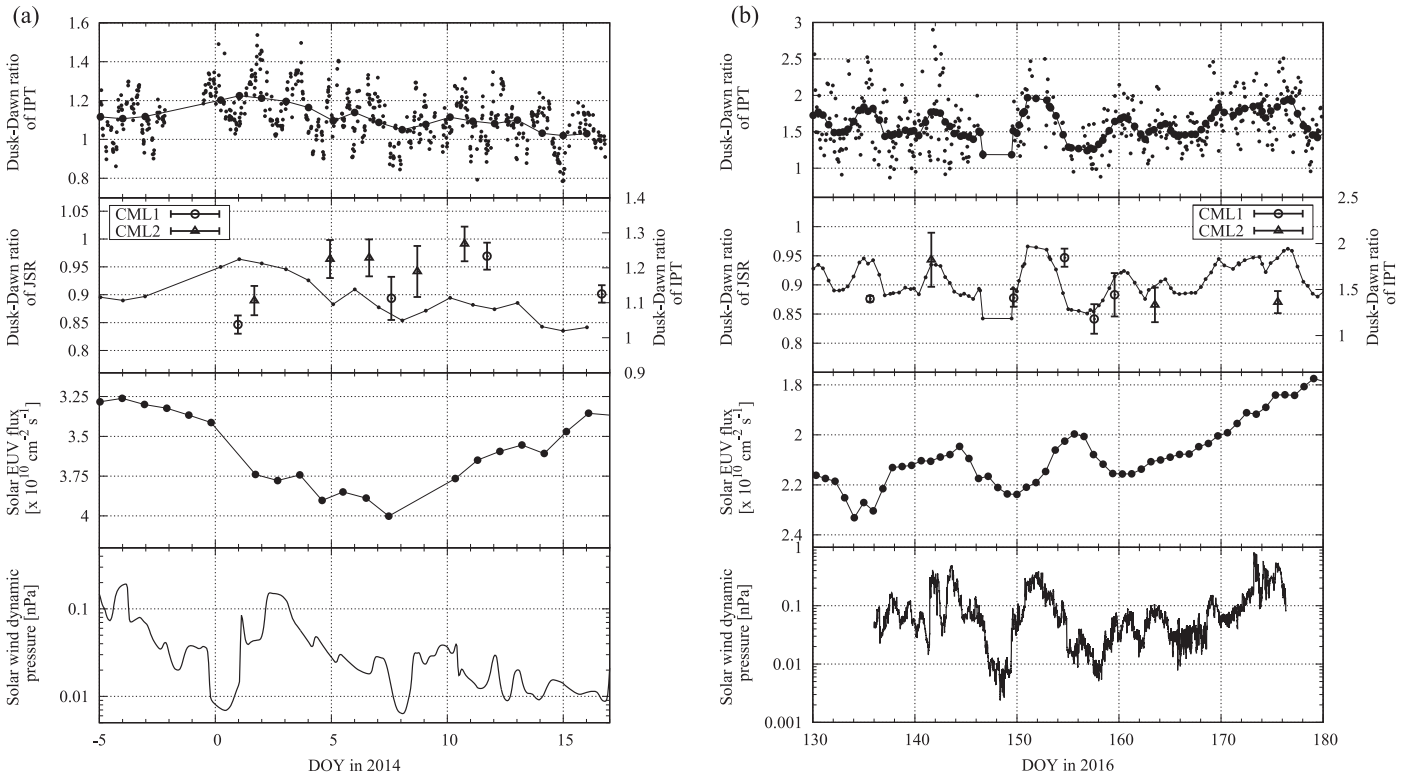 (a)
1.6
1.4
1.2
1
0.8
Dusk-Dawn ratio
of IPT
CML1
CML2
1.05
1
0.95
0.9
0.85
0.8
Dusk-Dawn ratio
of JSR
1.4
1.3
1.2
1.1
1
0.9
Dusk-Dawn ratio
of IPT
3.25
3.5
3.75
4
Solar EUV flux
[x 10^10 cm^-2 s^-1]
0.1
0.01
Solar wind dynamic
pressure [nPa]
-5 0 5 10 15
DOY in 2014
(b)
3
2.5
2
1.5
1
Dusk-Dawn ratio
of IPT
CML1
CML2
1
0.95
0.9
0.85
0.8
Dusk-Dawn ratio
of JSR
2.5
2
1.5
1
Dusk-Dawn ratio
of IPT
1.8
2
2.2
2.4
Solar EUV flux
[x 10^10 cm^-2 s^-1]
1
0.1
0.01
0.001
Solar wind dynamic
pressure [nPa]
130 140 150 160 170 180
DOY in 2016